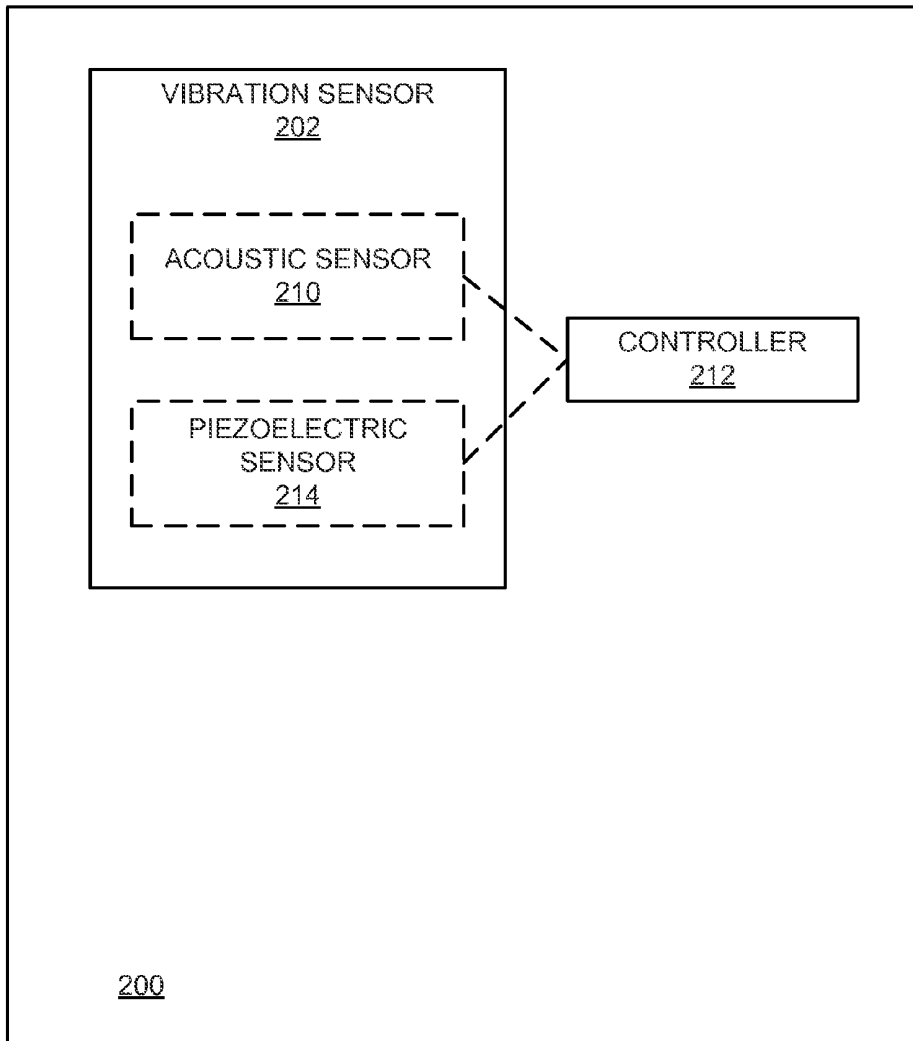 VIBRATION SENSOR
202
ACOUSTIC SENSOR
210
CONTROLLER
212
PIEZOELECTRIC
SENSOR
214
200